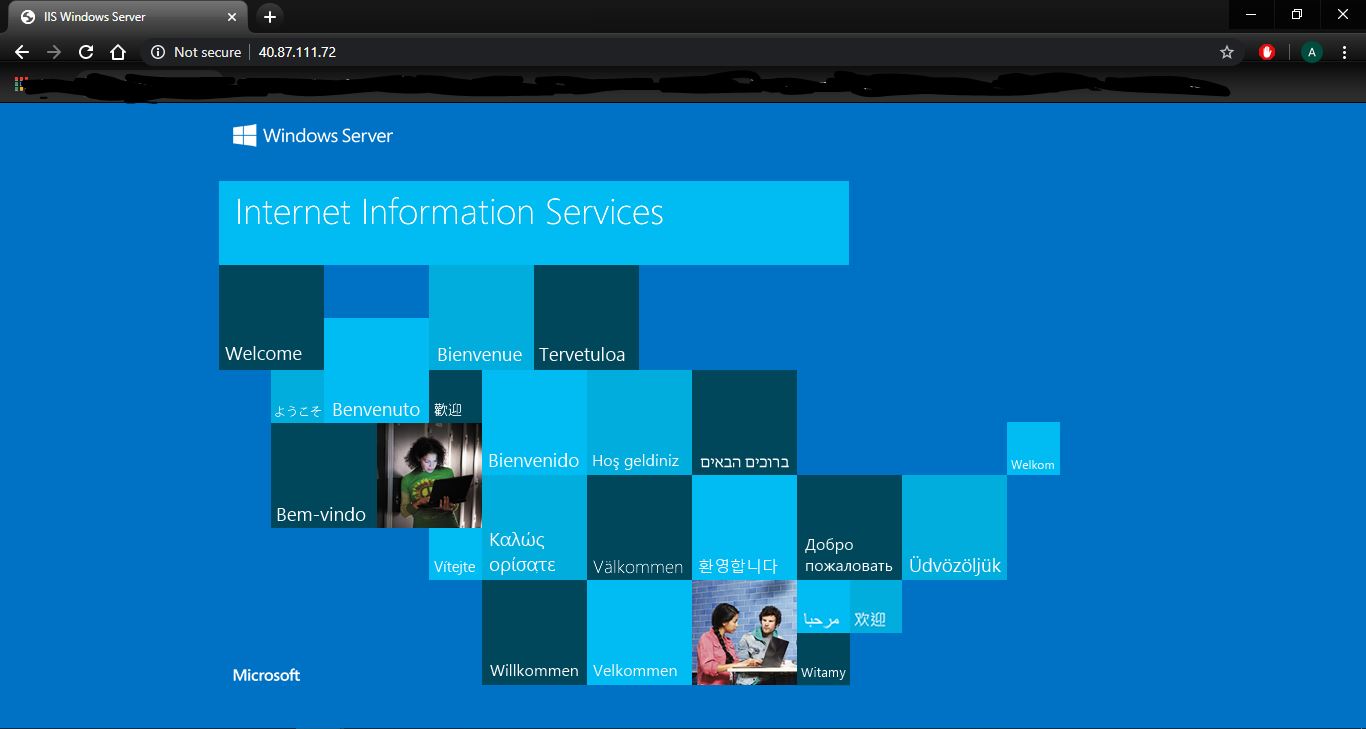 IIS Windows Server
Not secure
40.87.111.72
A
Windows Server
Internet Information Services
Welcome
Bienvenue
Tervetuloa
ようこそ
Benvenuto
歡迎
Bienvenido
Hoş geldiniz
ברוכים הבאים
Welkom
Bem-vindo
Vítejte
Καλώς
ορίσατε
Välkommen
환영합니다
Добро
пожаловать
Üdvözöljük
Willkommen
Velkommen
مرحبا
欢迎
Witamy
Microsoft